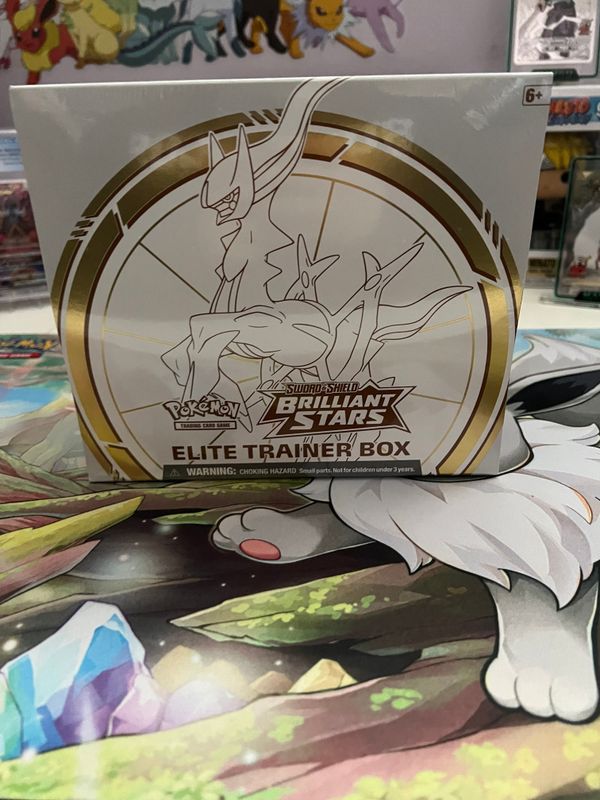 6+
POKéMON
TRADING CARD GAME
SWORD & SHIELD
BRILLIANT
STARS
ELITE TRAINER BOX
WARNING: CHOKING HAZARD Small parts. Not for children under 3 years.